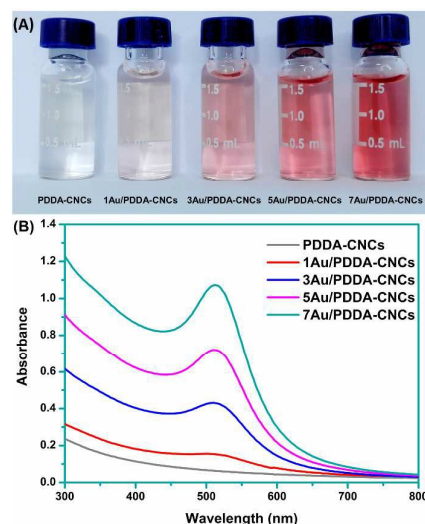 (A)
1.5 1.5 1.5 1.5 1.5
1.0 1.0 1.0 1.0 1.0
0.5 mL 0.5 mL 0.5 mL 0.5 mL 0.5 mL
PDDA-CNCs 1Au/PDDA-CNCs 3Au/PDDA-CNCs 5Au/PDDA-CNCs 7Au/PDDA-CNCs
(B)
PDDA-CNCs
1Au/PDDA-CNCs
3Au/PDDA-CNCs
5Au/PDDA-CNCs
7Au/PDDA-CNCs
Absorbance
1.4
1.2
1.0
0.8
0.6
0.4
0.2
0.0
300 400 500 600 700 800
Wavelength (nm)